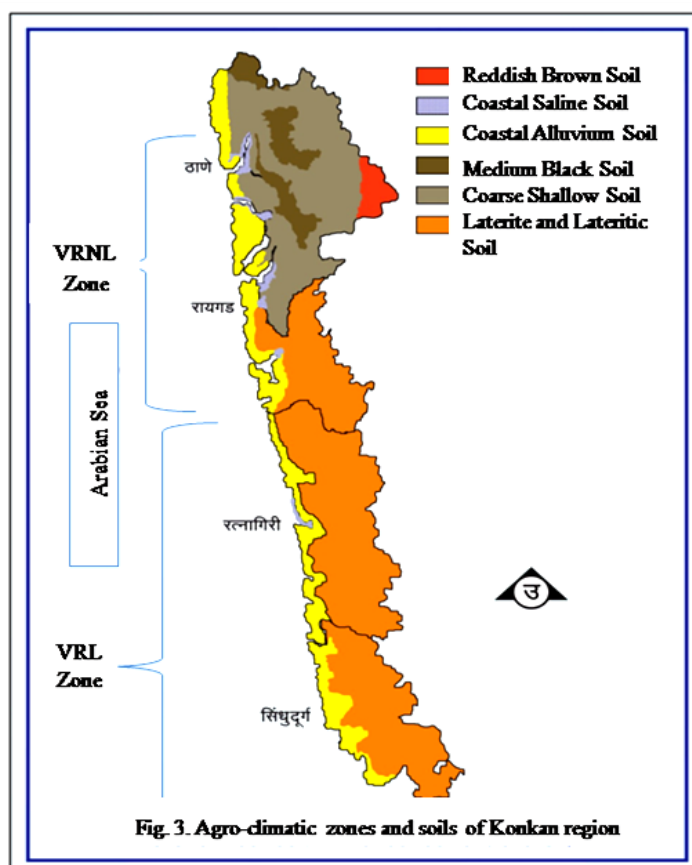 Reddish Brown Soil
Coastal Saline Soil
Coastal Alluvium Soil
Medium Black Soil
Coarse Shallow Soil
Laterite and Lateritic
Soil
ठाणे
VRNL
Zone
रायगड
Arabian Sea
रत्नागिरी
उ
VRL
Zone
सिंधुदूर्ग
Fig. 3. Agro-climatic zones and soils of Konkan region